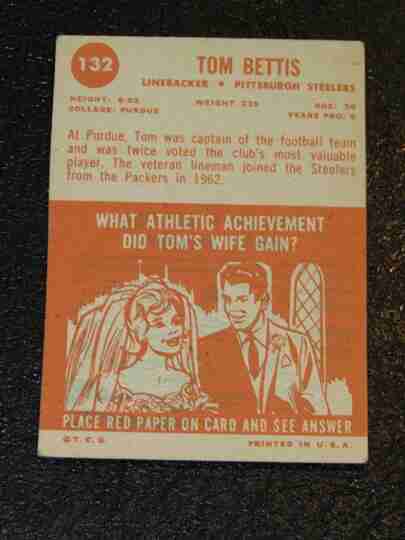 132
TOM BETTIS
LINEBACKER • PITTSBURGH STEELERS
HEIGHT: 6:02 WEIGHT 225 AGE: 30
COLLEGE: PURDUE YEARS PRO: 8
At Purdue, Tom was captain of the football team
and was twice voted the club's most valuable
player. The veteran lineman joined the Steelers
from the Packers in 1962.
WHAT ATHLETIC ACHIEVEMENT
DID TOM'S WIFE GAIN?
PLACE RED PAPER ON CARD AND SEE ANSWER
©T.C.G. PRINTED IN U.S.A.